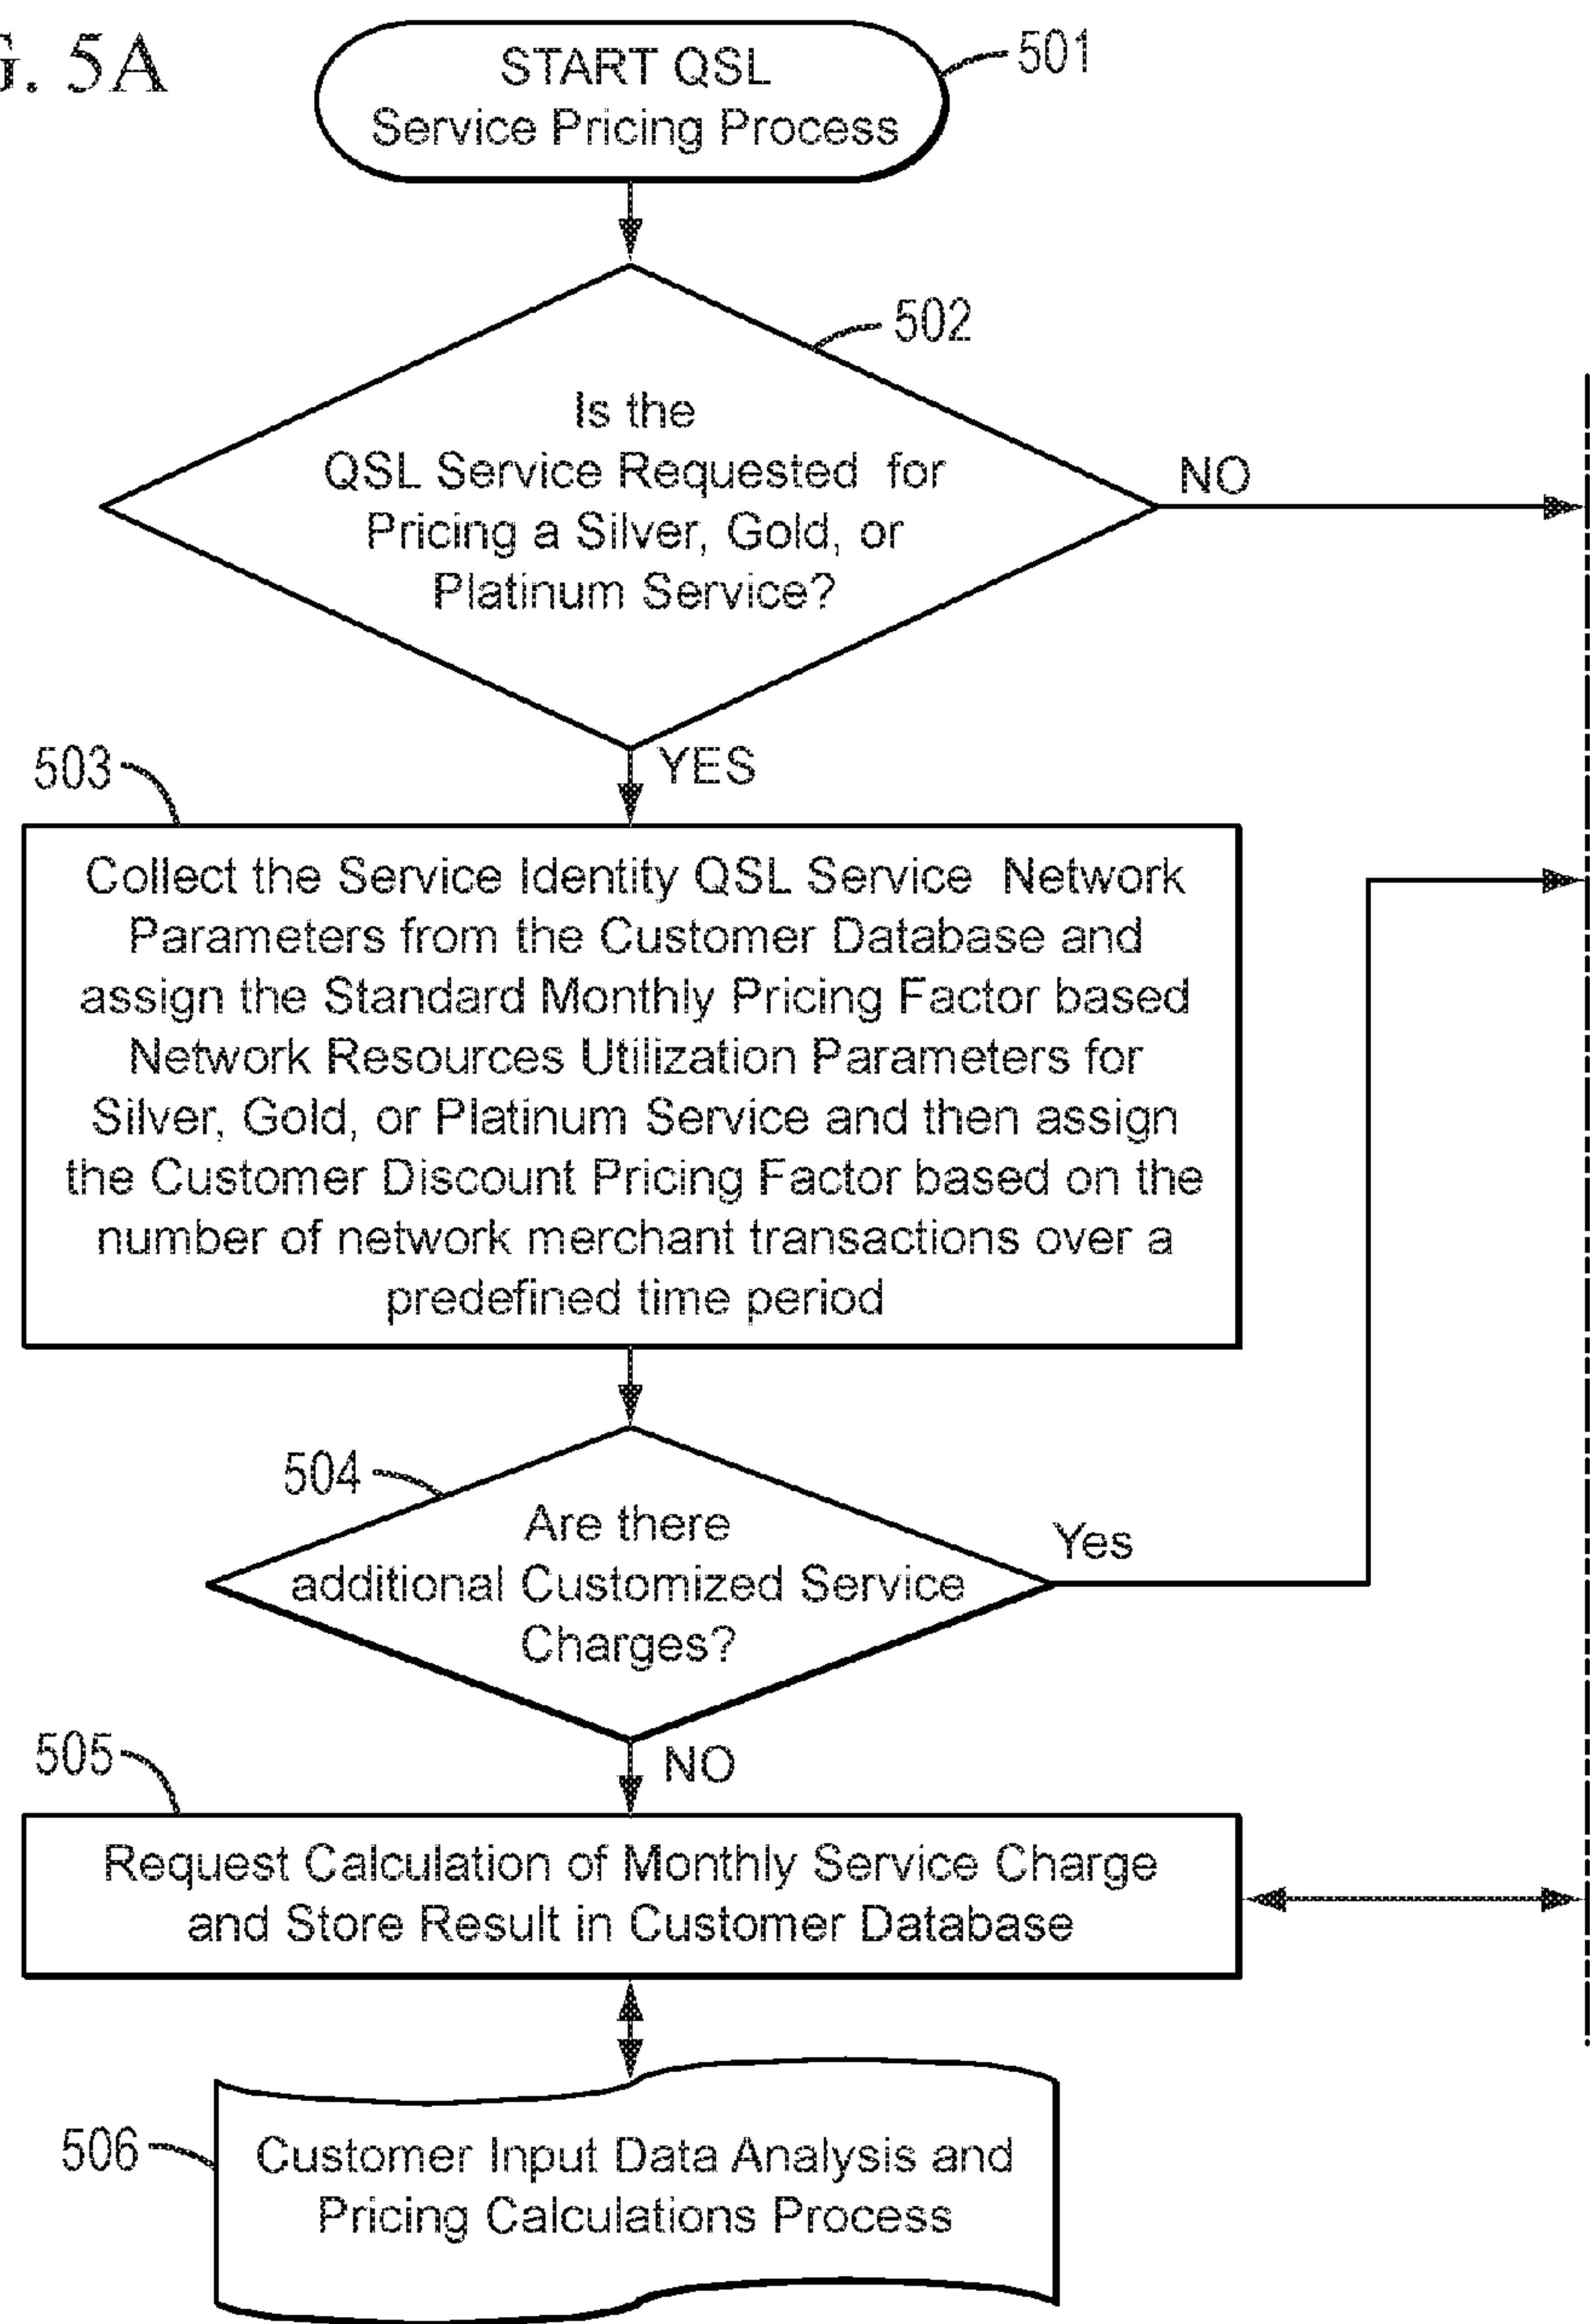 . 5A
START QSL
Service Pricing Process
501
502
Is the
QSL Service Requested for
Pricing a Silver, Gold, or
Platinum Service?
NO
YES
503
Collect the Service Identity QSL Service Network
Parameters from the Customer Database and
assign the Standard Monthly Pricing Factor based
Network Resources Utilization Parameters for
Silver, Gold, or Platinum Service and then assign
the Customer Discount Pricing Factor based on the
number of network merchant transactions over a
predefined time period
504
Are there
additional Customized Service
Charges?
Yes
NO
505
Request Calculation of Monthly Service Charge
and Store Result in Customer Database
506
Customer Input Data Analysis and
Pricing Calculations Process